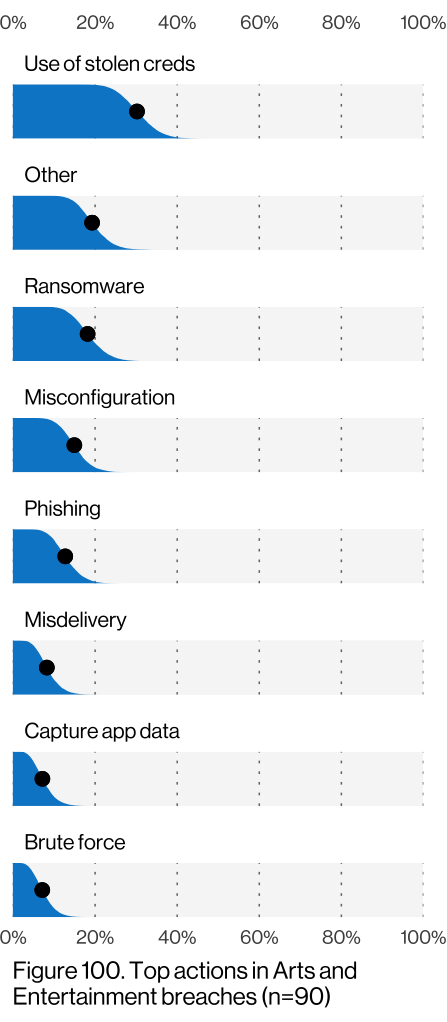 0% 20% 40% 60% 80% 100%
Use of stolen creds
Other
Ransomware
Misconfiguration
Phishing
Misdelivery
Capture app data
Brute force
0% 20% 40% 60% 80% 100%
Figure 100. Top actions in Arts and
Entertainment breaches (n=90)